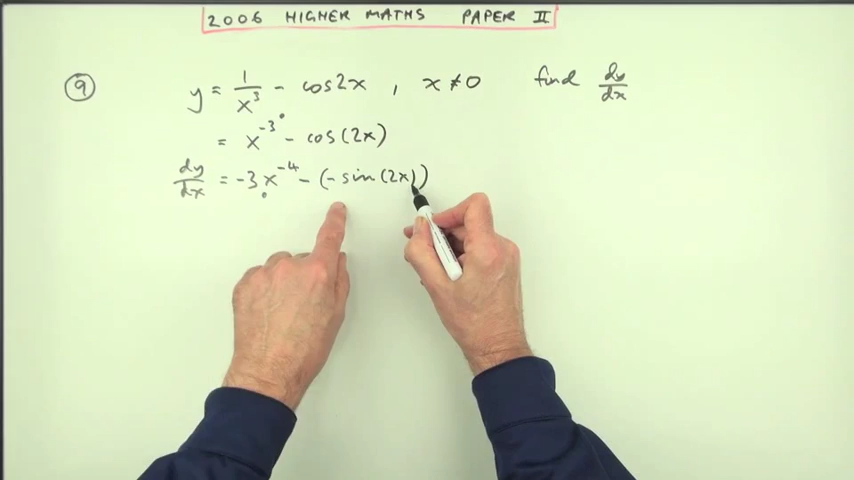 2006 HIGHER MATHS PAPER II
9 y = 1/x³ - cos2x , x ≠ 0 find dy/dx
= x⁻³ - cos(2x)
dy/dx = -3x⁻⁴ - (-sin(2x))